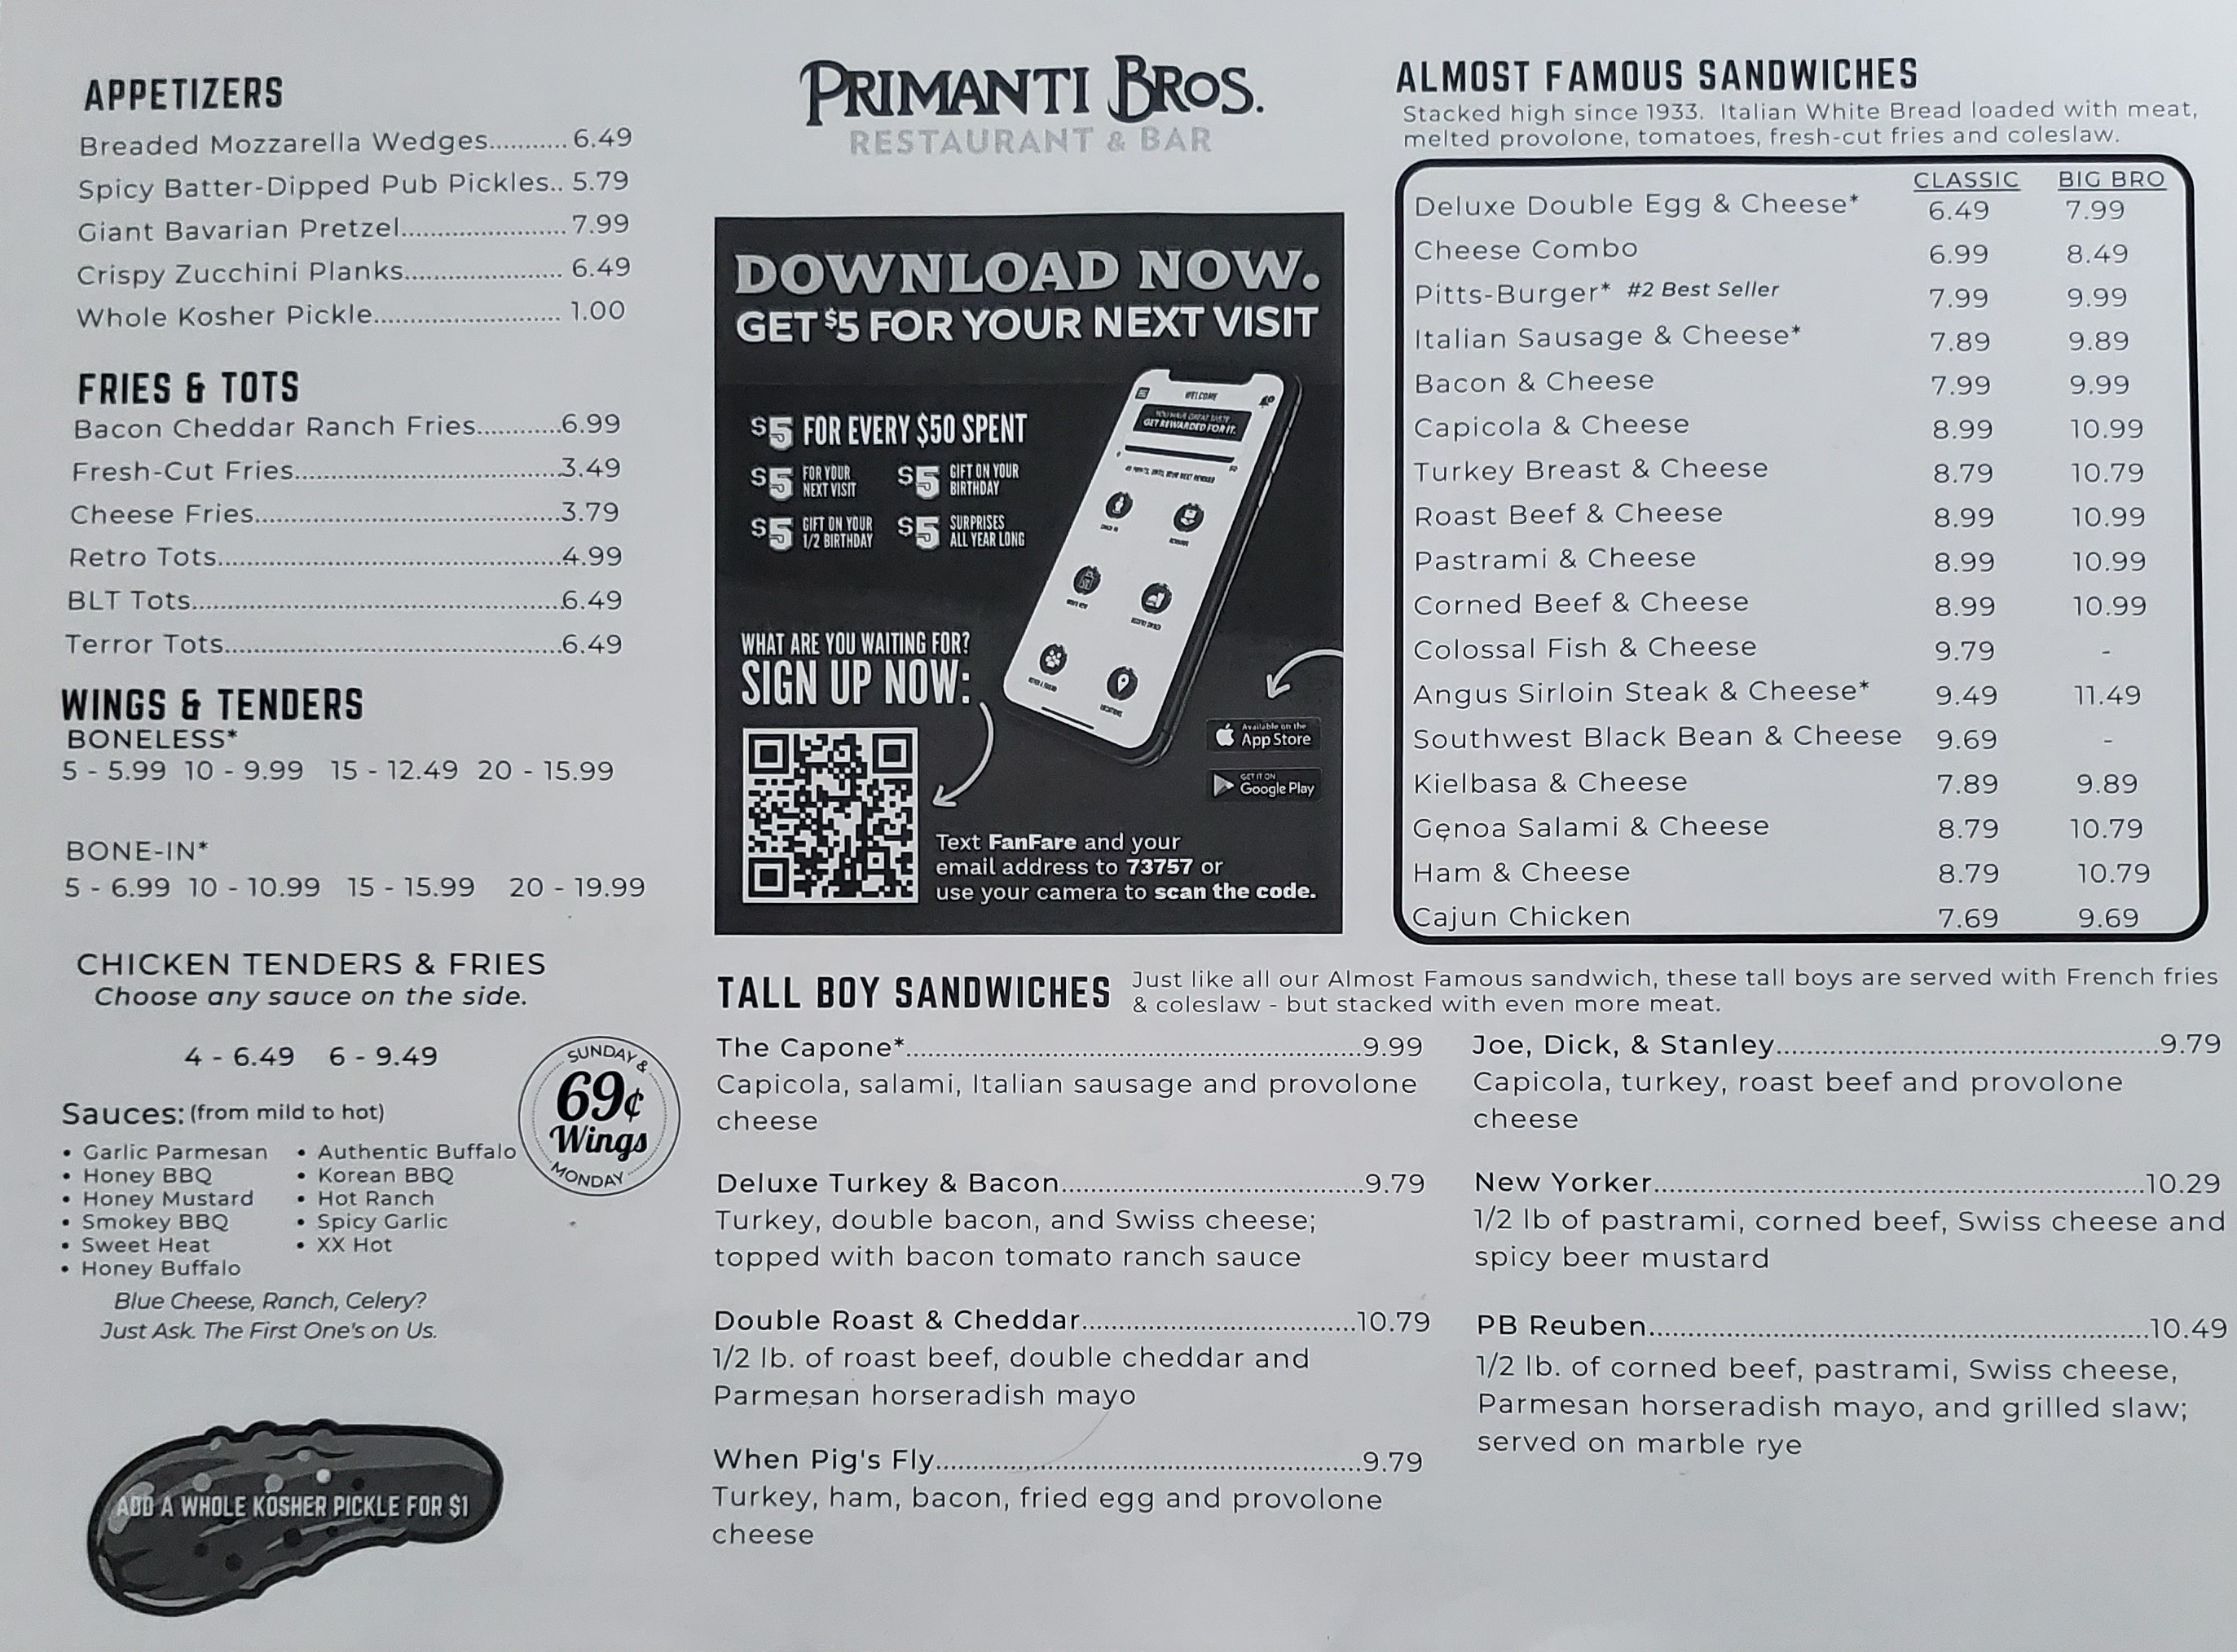 APPETIZERS
Breaded Mozzarella Wedges...........6.49
Spicy Batter-Dipped Pub Pickles.. 5.79
Giant Bavarian Pretzel........................7.99
Crispy Zucchini Planks....................... 6.49
Whole Kosher Pickle........................... 1.00
FRIES & TOTS
Bacon Cheddar Ranch Fries............6.99
Fresh-Cut Fries.......................................3.49
Cheese Fries.............................................3.79
Retro Tots...................................................4.99
BLT Tots.......................................................6.49
Terror Tots..................................................6.49
WINGS & TENDERS
BONELESS*
5 - 5.99 10 - 9.99 15 - 12.49 20 - 15.99
BONE-IN*
5 - 6.99 10 - 10.99 15 - 15.99 20 - 19.99
CHICKEN TENDERS & FRIES
Choose any sauce on the side.
4 - 6.49 6 - 9.49
SUNDAY &
69¢
Wings
MONDAY
Sauces: (from mild to hot)
• Garlic Parmesan
• Honey BBQ
• Honey Mustard
• Smokey BBQ
• Sweet Heat
• Honey Buffalo
• Authentic Buffalo
• Korean BBQ
• Hot Ranch
• Spicy Garlic
• XX Hot
Blue Cheese, Ranch, Celery?
Just Ask. The First One's on Us.
ADD A WHOLE KOSHER PICKLE FOR $1
PRIMANTI BROS.
RESTAURANT & BAR
DOWNLOAD NOW.
GET $5 FOR YOUR NEXT VISIT
$5 FOR EVERY $50 SPENT
$5 FOR YOUR NEXT VISIT
$5 GIFT ON YOUR BIRTHDAY
$5 GIFT ON YOUR 1/2 BIRTHDAY
$5 SURPRISES ALL YEAR LONG
WELCOME
YOU HAVE GREAT TASTE
GET REWARDED FOR IT.
WHAT ARE YOU WAITING FOR?
SIGN UP NOW:
Available on the
App Store
GET IT ON
Google Play
Text FanFare and your
email address to 73757 or
use your camera to scan the code.
ALMOST FAMOUS SANDWICHES
Stacked high since 1933. Italian White Bread loaded with meat,
melted provolone, tomatoes, fresh-cut fries and coleslaw.
CLASSIC BIG BRO
Deluxe Double Egg & Cheese* 6.49 7.99
Cheese Combo 6.99 8.49
Pitts-Burger* #2 Best Seller 7.99 9.99
Italian Sausage & Cheese* 7.89 9.89
Bacon & Cheese 7.99 9.99
Capicola & Cheese 8.99 10.99
Turkey Breast & Cheese 8.79 10.79
Roast Beef & Cheese 8.99 10.99
Pastrami & Cheese 8.99 10.99
Corned Beef & Cheese 8.99 10.99
Colossal Fish & Cheese 9.79 -
Angus Sirloin Steak & Cheese* 9.49 11.49
Southwest Black Bean & Cheese 9.69 -
Kielbasa & Cheese 7.89 9.89
Genoa Salami & Cheese 8.79 10.79
Ham & Cheese 8.79 10.79
Cajun Chicken 7.69 9.69
TALL BOY SANDWICHES
Just like all our Almost Famous sandwich, these tall boys are served with French fries
& coleslaw - but stacked with even more meat.
The Capone*..............................................................9.99
Capicola, salami, Italian sausage and provolone
cheese
Deluxe Turkey & Bacon.........................................9.79
Turkey, double bacon, and Swiss cheese;
topped with bacon tomato ranch sauce
Double Roast & Cheddar.....................................10.79
1/2 lb. of roast beef, double cheddar and
Parmesan horseradish mayo
When Pig's Fly..........................................................9.79
Turkey, ham, bacon, fried egg and provolone
cheese
Joe, Dick, & Stanley....................................................9.79
Capicola, turkey, roast beef and provolone
cheese
New Yorker...................................................................10.29
1/2 lb of pastrami, corned beef, Swiss cheese and
spicy beer mustard
PB Reuben....................................................................10.49
1/2 lb. of corned beef, pastrami, Swiss cheese,
Parmesan horseradish mayo, and grilled slaw;
served on marble rye